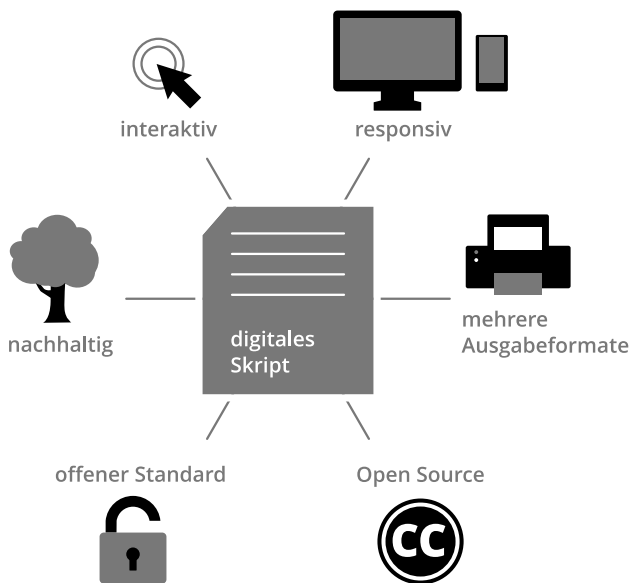 interaktiv
responsiv
nachhaltig
digitales
Skript
mehrere
Ausgabeformate
offener Standard
Open Source
CC